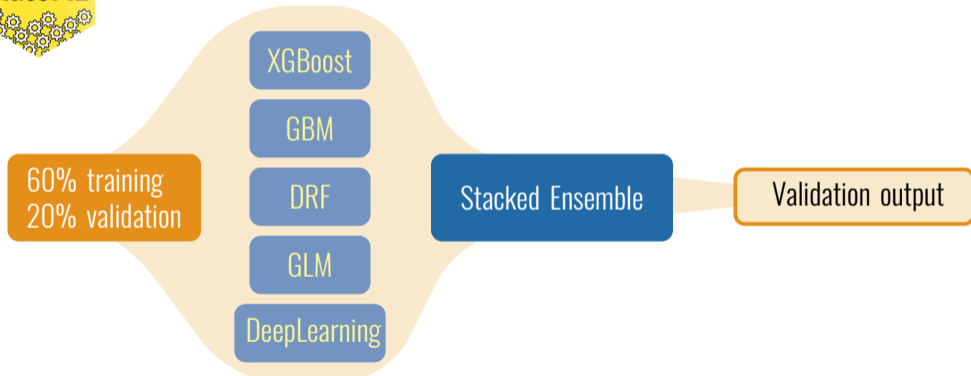 XGBoost
GBM
DRF
GLM
DeepLearning
60% training
20% validation
Stacked Ensemble
Validation output